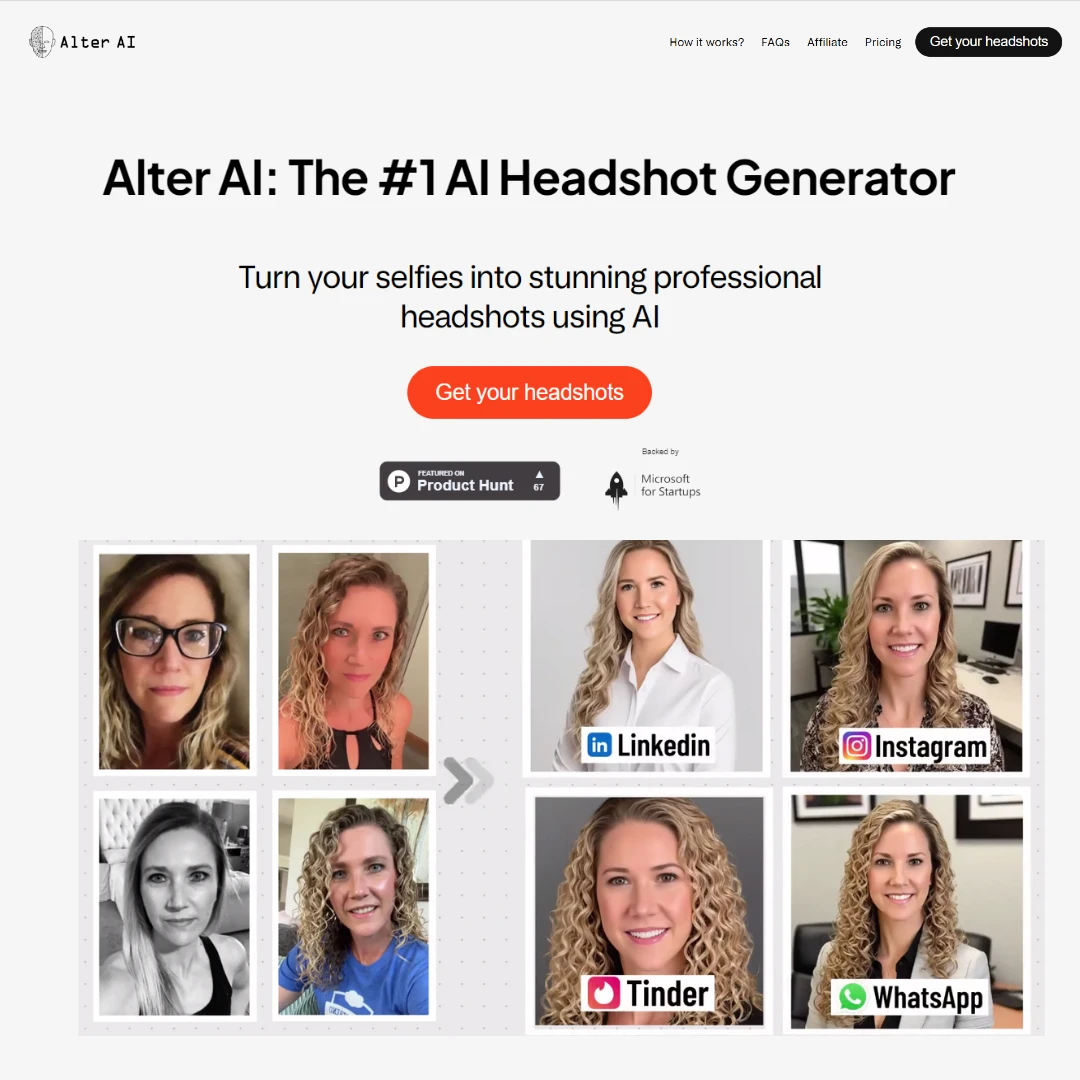 Alter AI
How it works?
FAQs
Affiliate
Pricing
Get your headshots
Alter AI: The #1 AI Headshot Generator
Turn your selfies into stunning professional
headshots using AI
Get your headshots
FEATURED ON
Product Hunt
67
Backed by
Microsoft
for Startups
Linkedin
Instagram
Tinder
WhatsApp